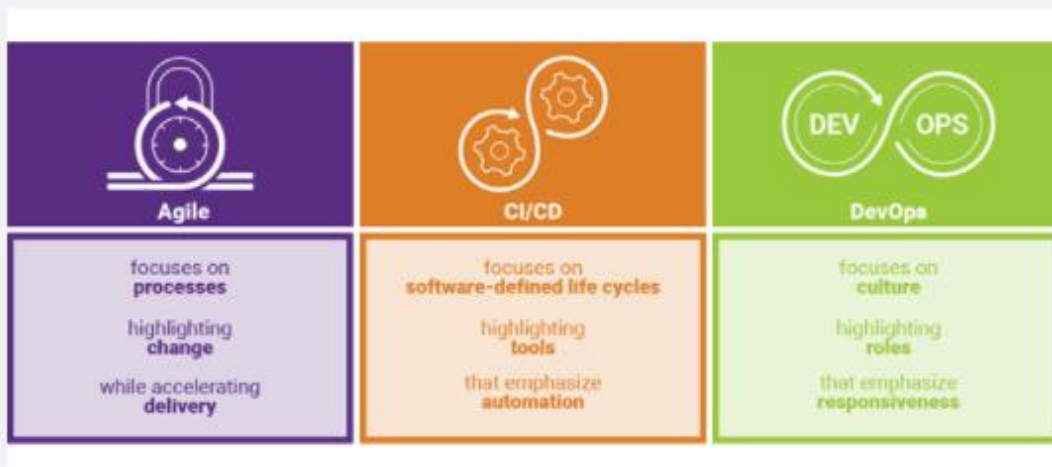 Agile
focuses on
processes
highlighting
change
while accelerating
delivery
CI/CD
focuses on
software-defined life cycles
highlighting
tools
that emphasize
automation
DEV OPS
DevOps
focuses on
culture
highlighting
roles
that emphasize
responsiveness